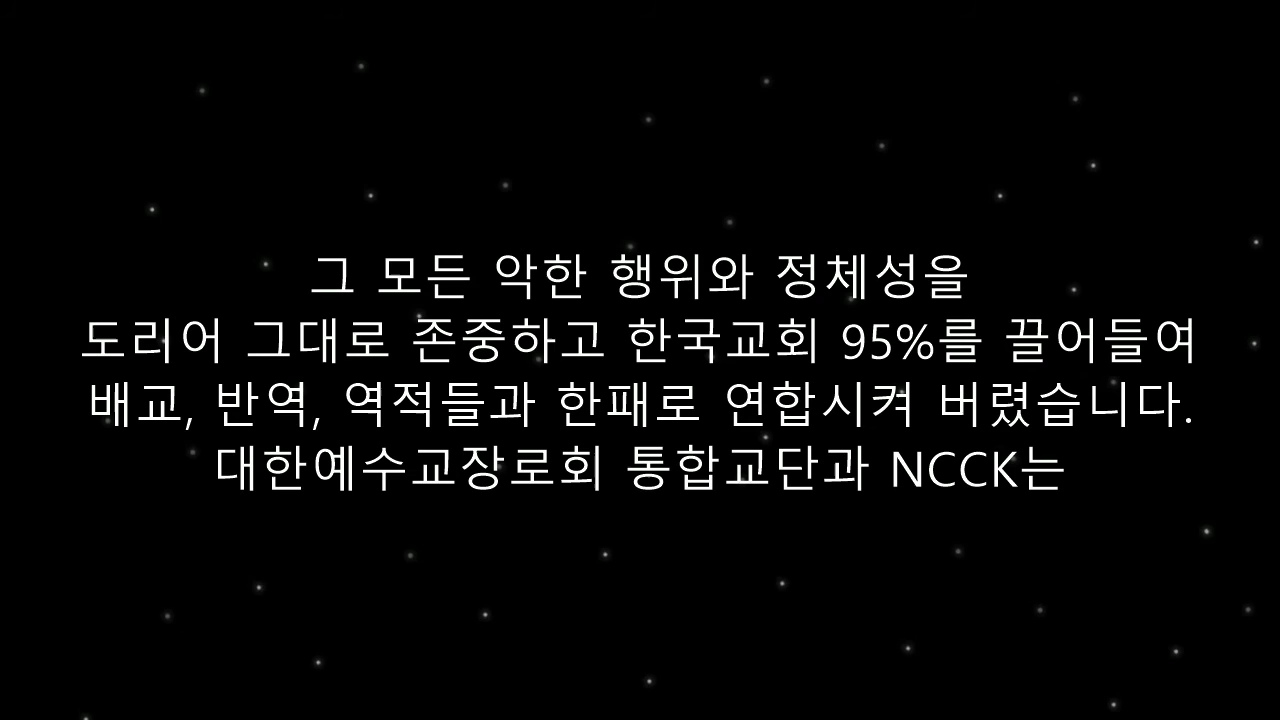 그 모든 악한 행위와 정체성을
도리어 그대로 존중하고 한국교회 95%를 끌어들여
배교, 반역, 역적들과 한패로 연합시켜 버렸습니다.
대한예수교장로회 통합교단과 NCCK는